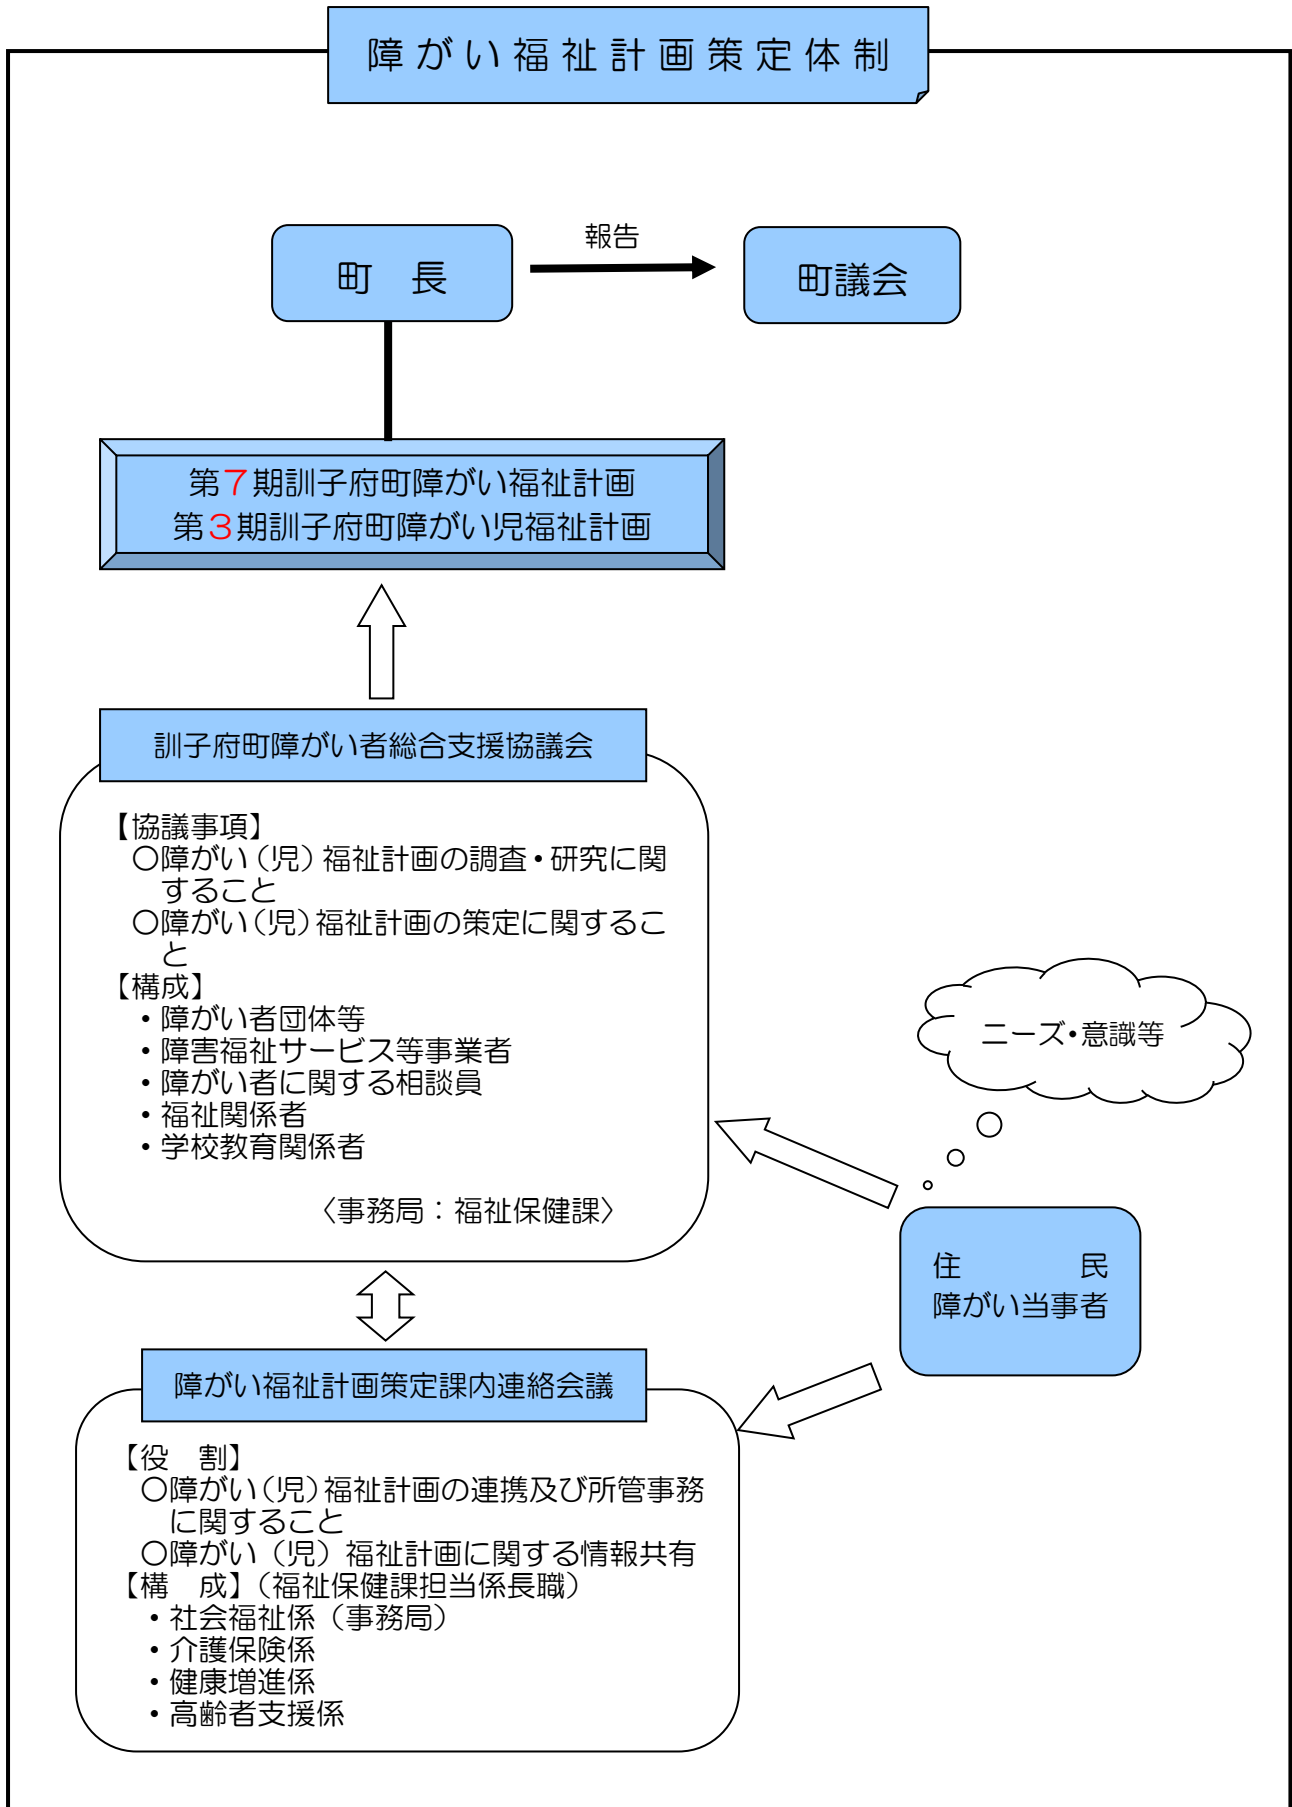 障がい福祉計画策定体制
報告
町　長
町議会
第７期訓子府町障がい福祉計画
第３期訓子府町障がい児福祉計画
訓子府町障がい者総合支援協議会
【協議事項】
〇障がい（児）福祉計画の調査・研究に関
すること
〇障がい（児）福祉計画の策定に関するこ
と
【構成】
・障がい者団体等
・障害福祉サービス等事業者
・障がい者に関する相談員
・福祉関係者
・学校教育関係者
〈事務局：福祉保健課〉
ニーズ・意識等
住　　　　民
障がい当事者
障がい福祉計画策定課内連絡会議
【役　割】
〇障がい（児）福祉計画の連携及び所管事務
に関すること
〇障がい（児）福祉計画に関する情報共有
【構　成】（福祉保健課担当係長職）
・社会福祉係（事務局）
・介護保険係
・健康増進係
・高齢者支援係